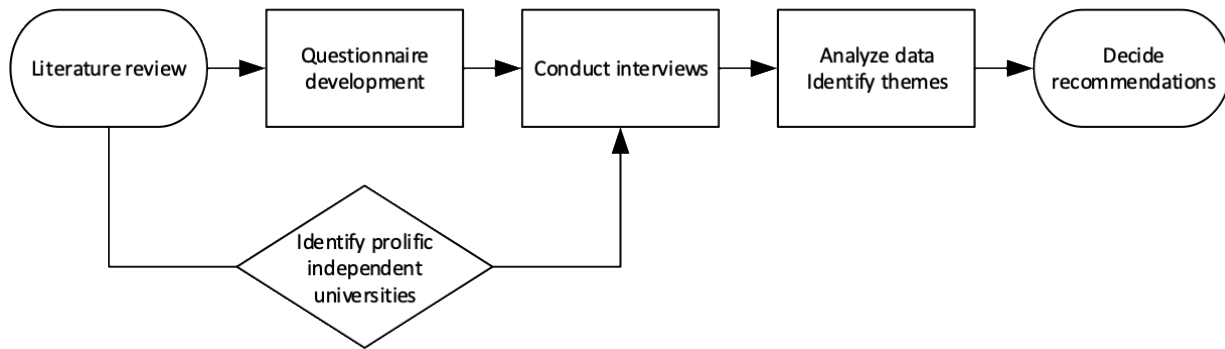 Literature review
Questionnaire
development
Conduct interviews
Analyze data
Identify themes
Decide
recommendations
Identify prolific
independent
universities